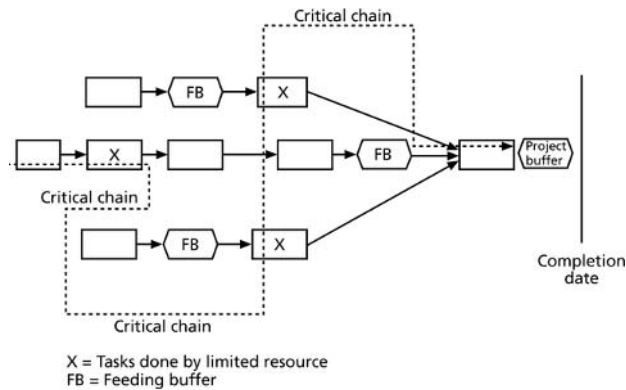 Critical chain
FB
X
X
FB
Project
buffer
Critical chain
FB
X
Completion
date
Critical chain
X = Tasks done by limited resource
FB = Feeding buffer